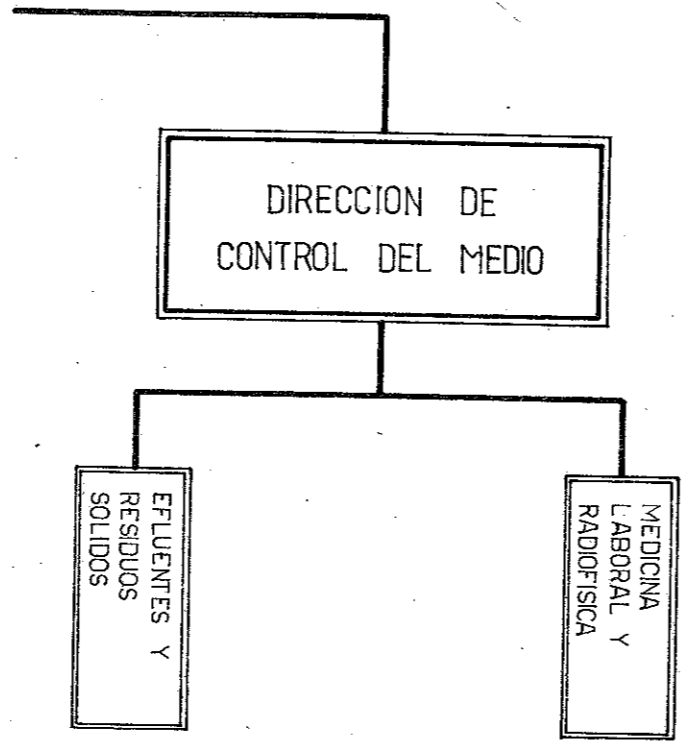 DIRECCION DE
CONTROL DEL MEDIO
EFLUENTES Y
RESIDUOS
SOLIDOS
MEDICINA
LABORAL Y
RADIOFISICA